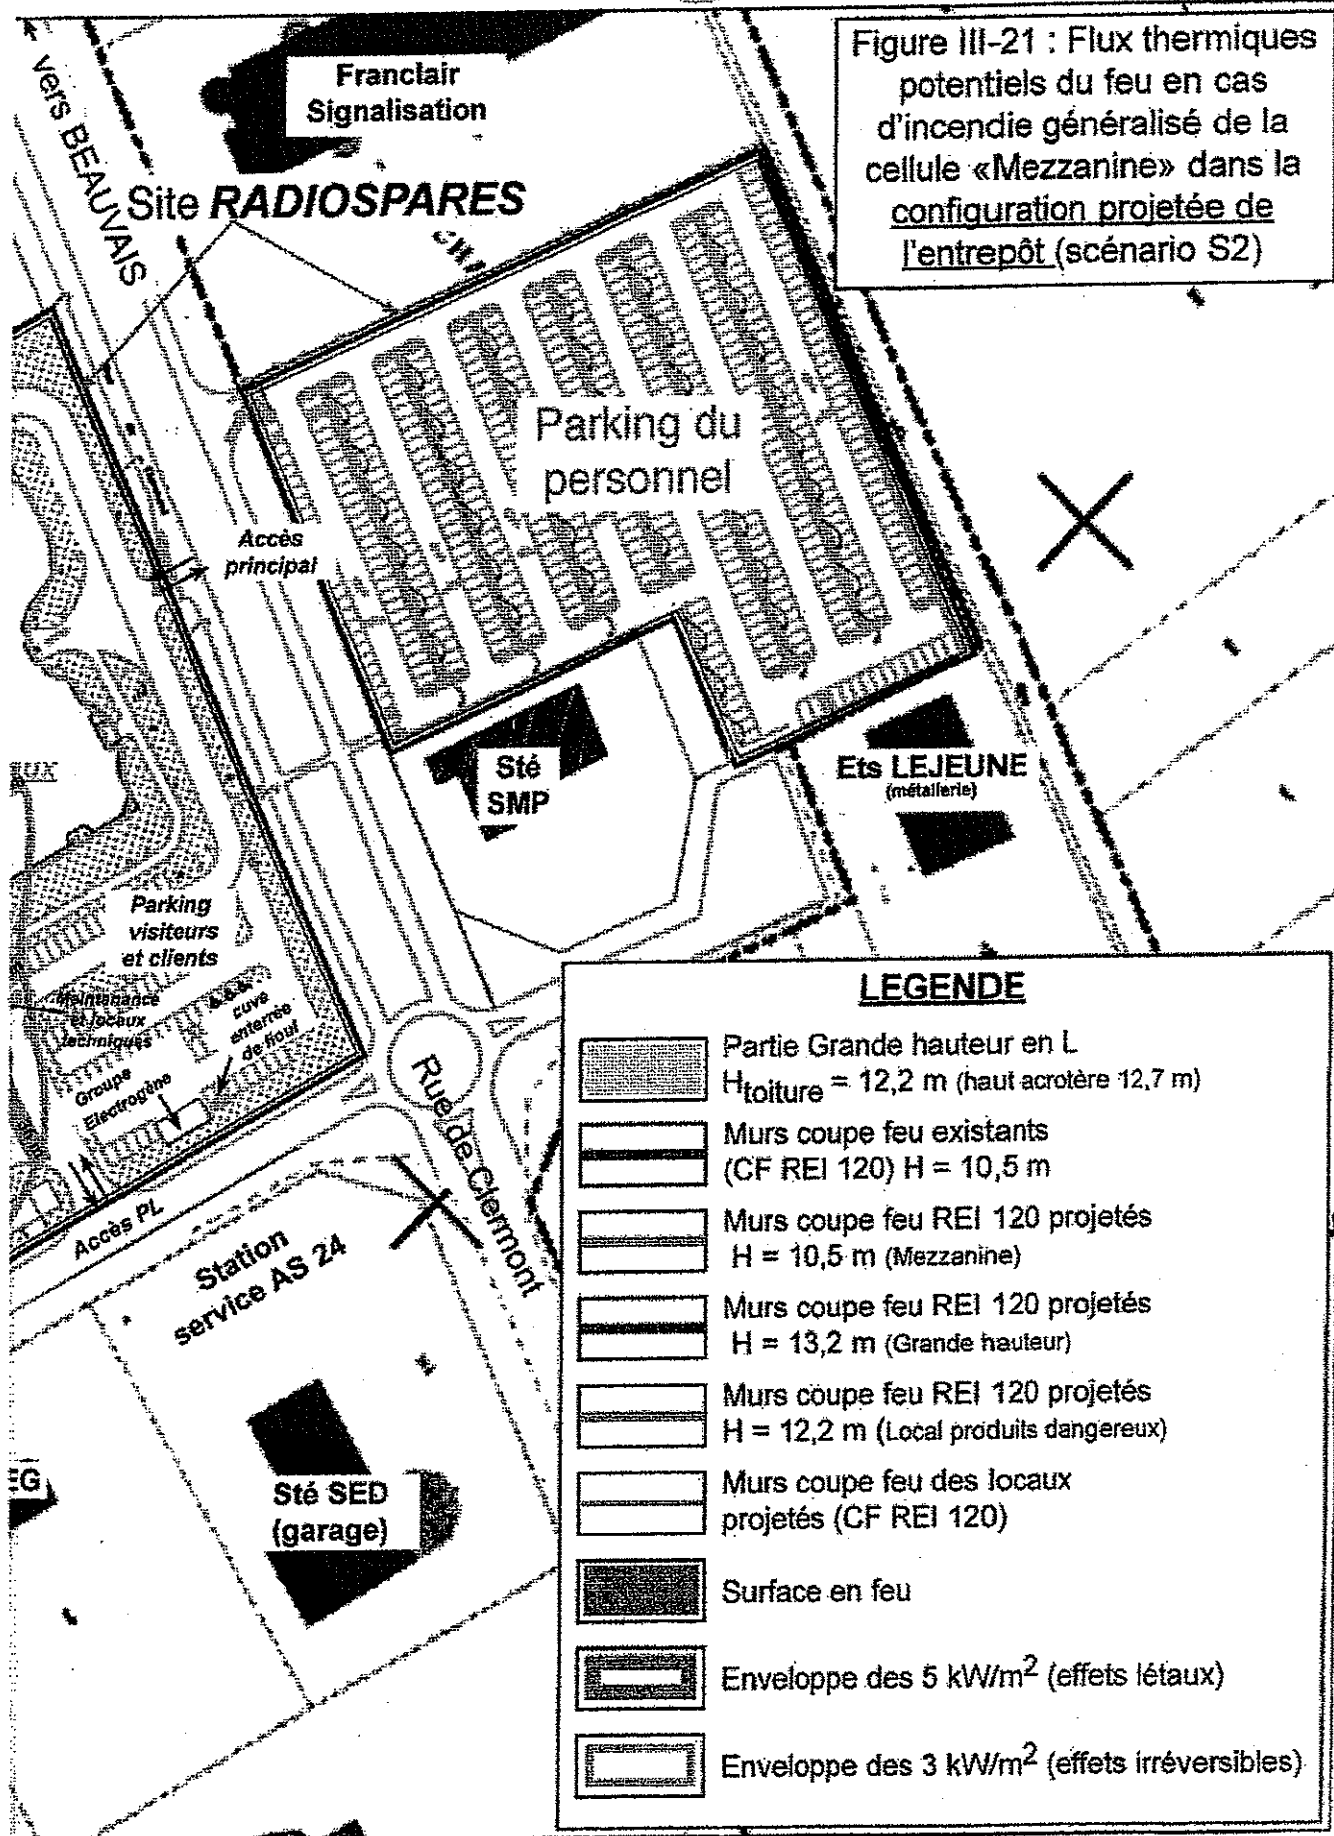 Figure III-21 : Flux thermiques
potentiels du feu en cas
d'incendie généralisé de la
cellule «Mezzanine» dans la
configuration projetée de
l'entrepôt (scénario S2)
vers BEAUVAIS
Franclair
Signalisation
Site RADIOSPARES
Parking du
personnel
Accès
principal
Sté
SMP
Ets LEJEUNE
(métallerie)
UX
Parking
visiteurs
et clients
Maintenance
et locaux
techniques
cuve
enterrée
de fioul
Groupe
Electrogène
Accès PL
Rue de Clermont
Station
service AS 24
Sté SED
(garage)
EG
LEGENDE
Partie Grande hauteur en L
Htoiture = 12,2 m (haut acrotère 12,7 m)
Murs coupe feu existants
(CF REI 120) H = 10,5 m
Murs coupe feu REI 120 projetés
H = 10,5 m (Mezzanine)
Murs coupe feu REI 120 projetés
H = 13,2 m (Grande hauteur)
Murs coupe feu REI 120 projetés
H = 12,2 m (Local produits dangereux)
Murs coupe feu des locaux
projetés (CF REI 120)
Surface en feu
Enveloppe des 5 kW/m² (effets létaux)
Enveloppe des 3 kW/m² (effets irréversibles)